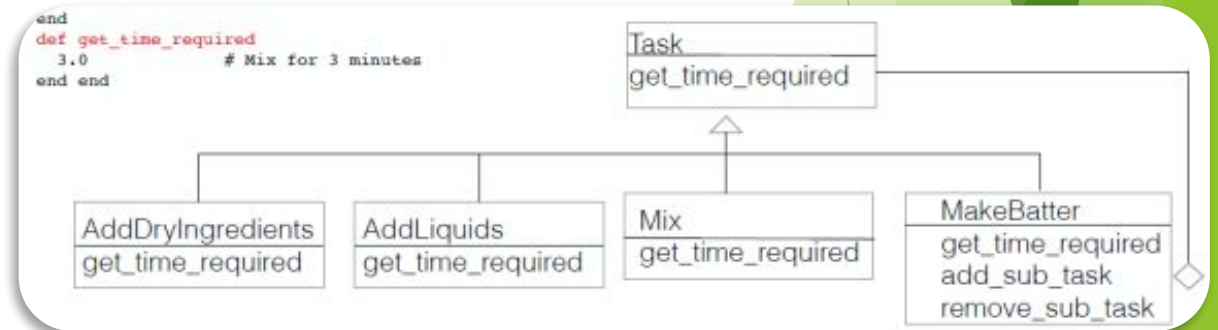 end
def get_time_required
3.0 # Mix for 3 minutes
end end
Task
get_time_required
AddDryIngredients
get_time_required
AddLiquids
get_time_required
Mix
get_time_required
MakeBatter
get_time_required
add_sub_task
remove_sub_task